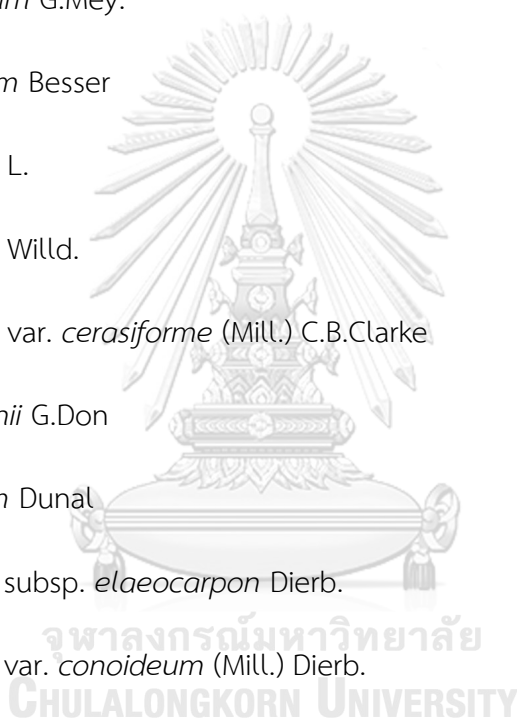 G.Mey.
Besser
L.
Willd.
var. cerasiforme (Mill.) C.B.Clarke
nii G.Don
Dunal
subsp. elaeocarpon Dierb.
จุฬาลงกรณ์มหาวิทยาลัย
var. conoideum (Mill.) Dierb.
CHULALONGKORN UNIVERSITY